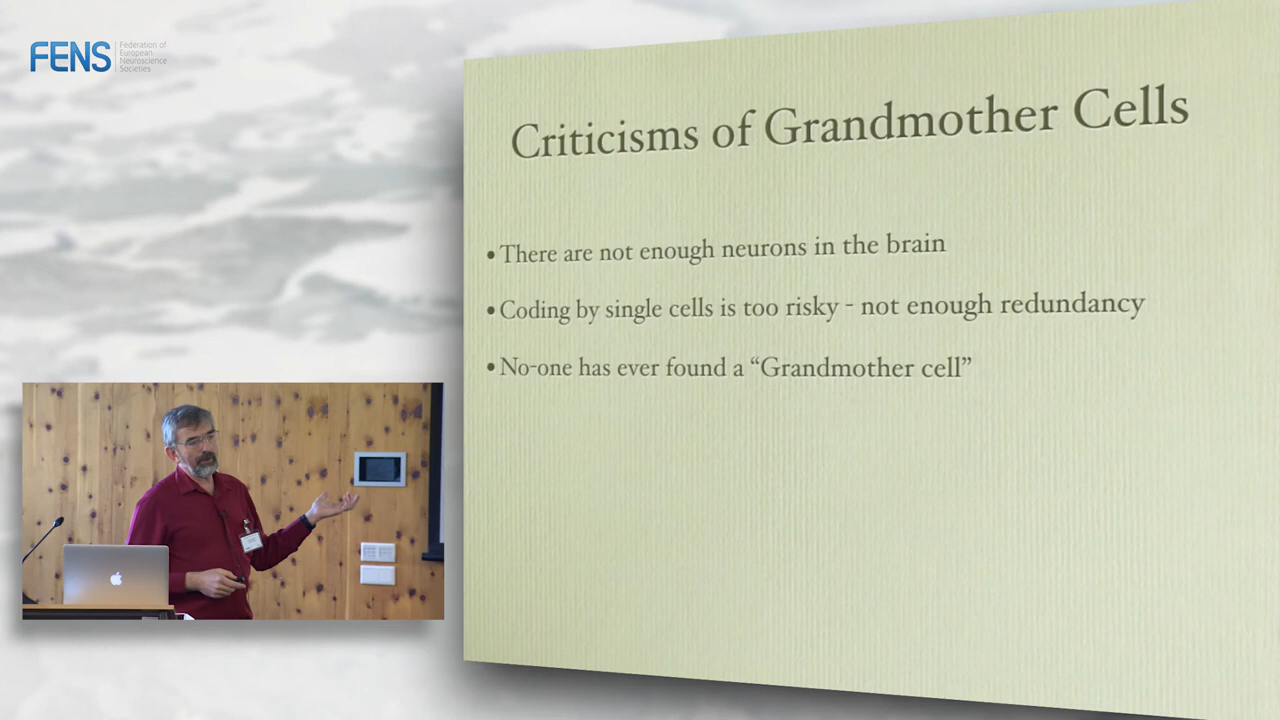 FENS
Federation of
European
Neuroscience
Societies
Criticisms of Grandmother Cells
• There are not enough neurons in the brain
• Coding by single cells is too risky - not enough redundancy
• No-one has ever found a “Grandmother cell”